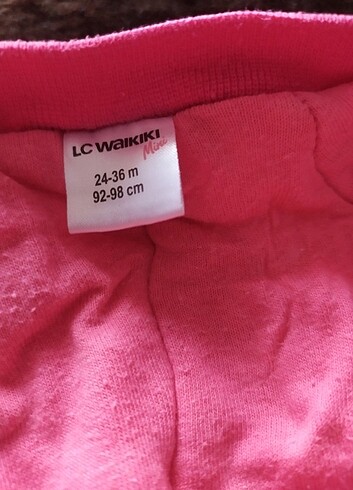 LC WAIKIKI
Mini
24-36 m
92-98 cm